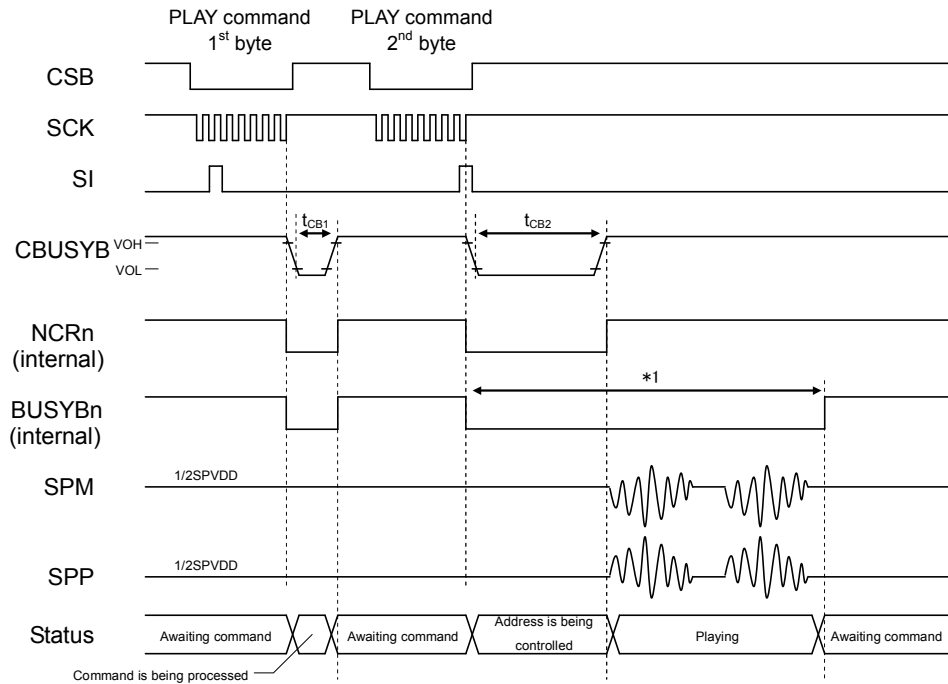 PLAY command
1st byte
PLAY command
2nd byte
CSB
SCK
SI
CBUSYB
VOH
VOL
tCB1
tCB2
NCRn
(internal)
BUSYBn
(internal)
*1
SPM
1/2SPVDD
SPP
1/2SPVDD
Status
Awaiting command
Awaiting command
Address is being
controlled
Playing
Awaiting command
Command is being processed